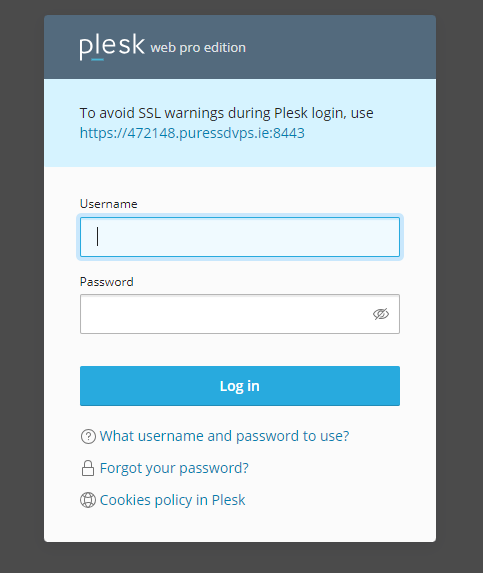 plesk web pro edition
To avoid SSL warnings during Plesk login, use
https://472148.puressdvps.ie:8443
Username
Password
Log in
What username and password to use?
Forgot your password?
Cookies policy in Plesk